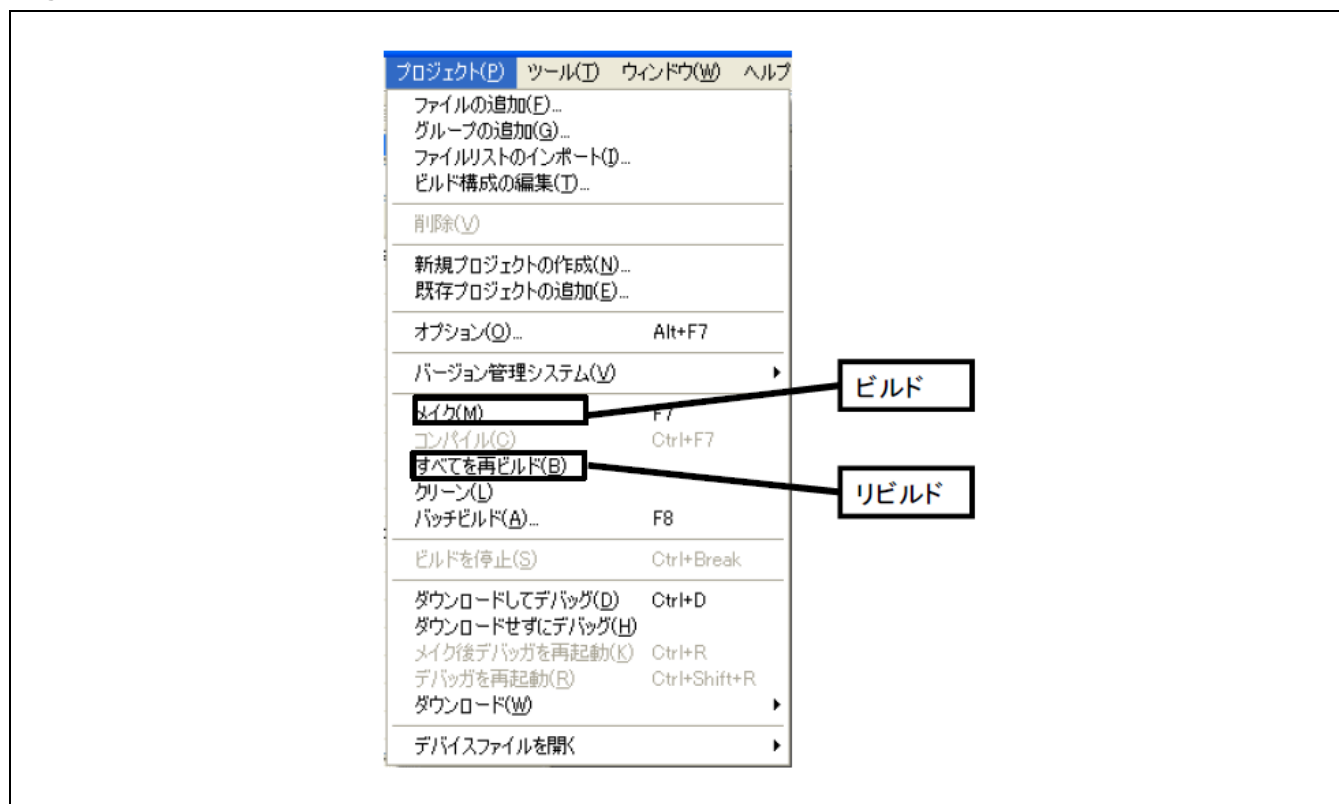 プロジェクト(P) ツール(T) ウィンドウ(W) ヘルプ
ファイルの追加(F)...
グループの追加(G)...
ファイルリストのインポート(I)...
ビルド構成の編集(T)...
削除(V)
新規プロジェクトの作成(N)...
既存プロジェクトの追加(E)...
オプション(O)... Alt+F7
バージョン管理システム(V)
ビルド
メイク(M) F7
コンパイル(C) Ctrl+F7
すべてを再ビルド(B)
リビルド
クリーン(L)
バッチビルド(A)... F8
ビルドを停止(S) Ctrl+Break
ダウンロードしてデバッグ(D) Ctrl+D
ダウンロードせずにデバッグ(H)
メイク後デバッガを再起動(K) Ctrl+R
デバッガを再起動(R) Ctrl+Shift+R
ダウンロード(W)
デバイスファイルを開く